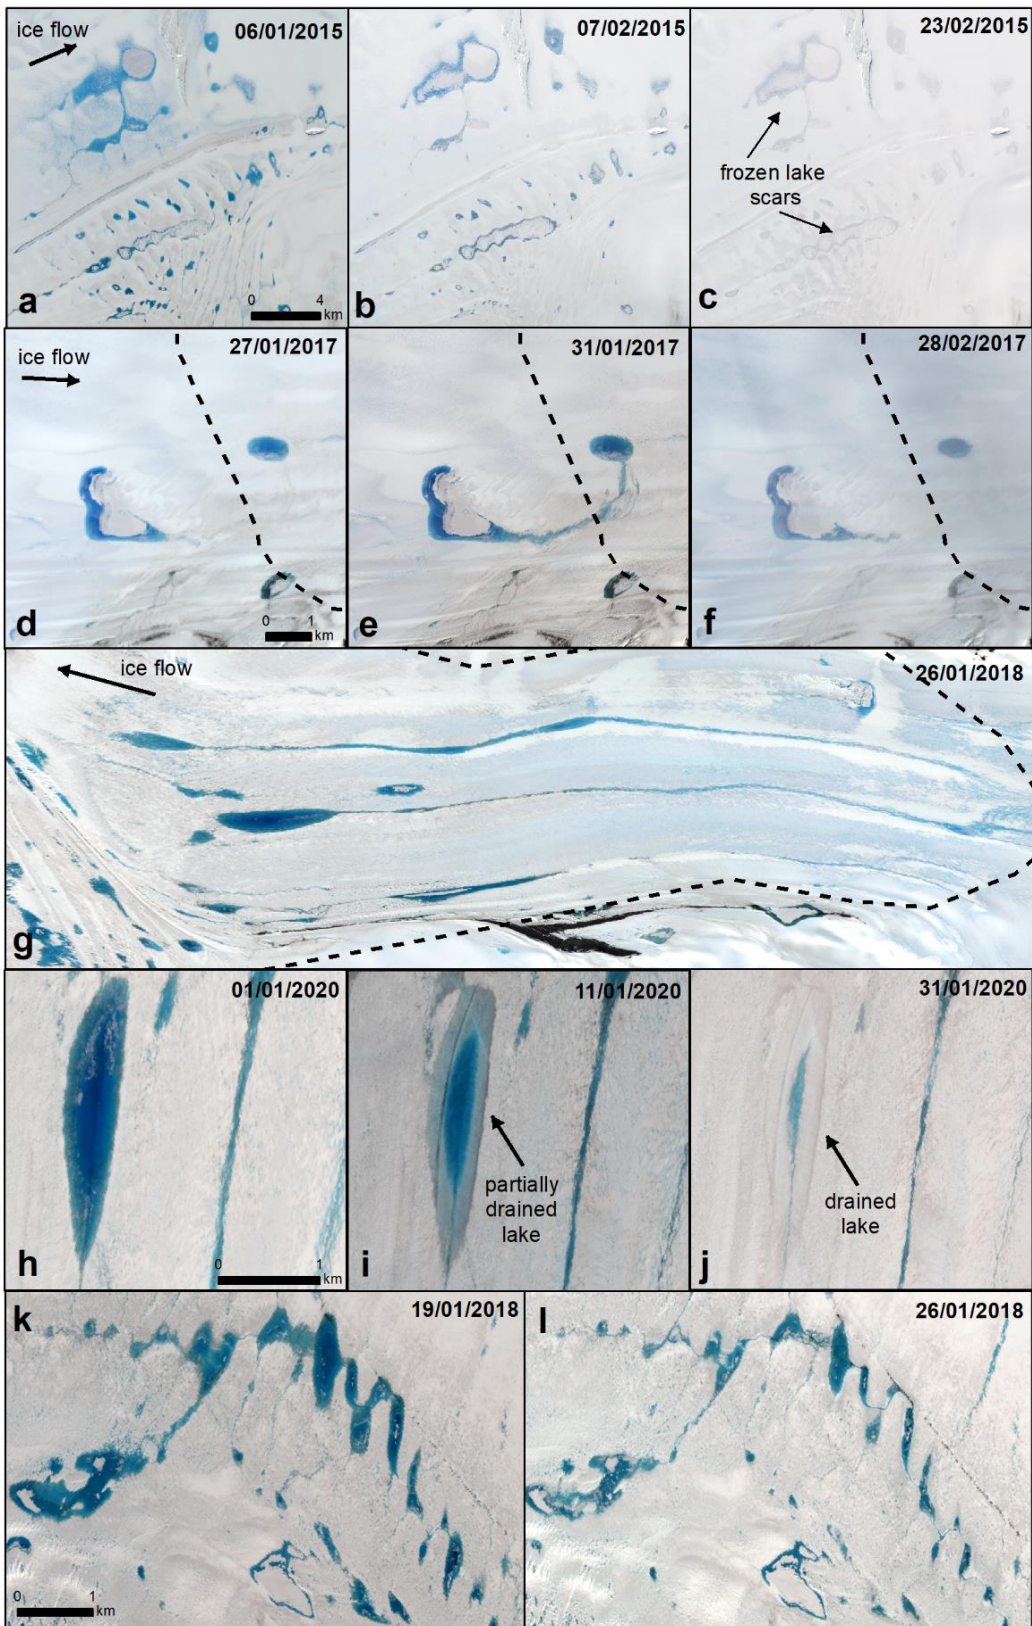 ice flow
06/01/2015
a
0 4
km
07/02/2015
b
23/02/2015
frozen lake
scars
c
ice flow
27/01/2017
d
0 1
km
31/01/2017
e
28/02/2017
f
ice flow
26/01/2018
g
01/01/2020
h
0 1
km
11/01/2020
partially
drained
lake
i
31/01/2020
drained
lake
j
k
19/01/2018
0 1
km
l
26/01/2018